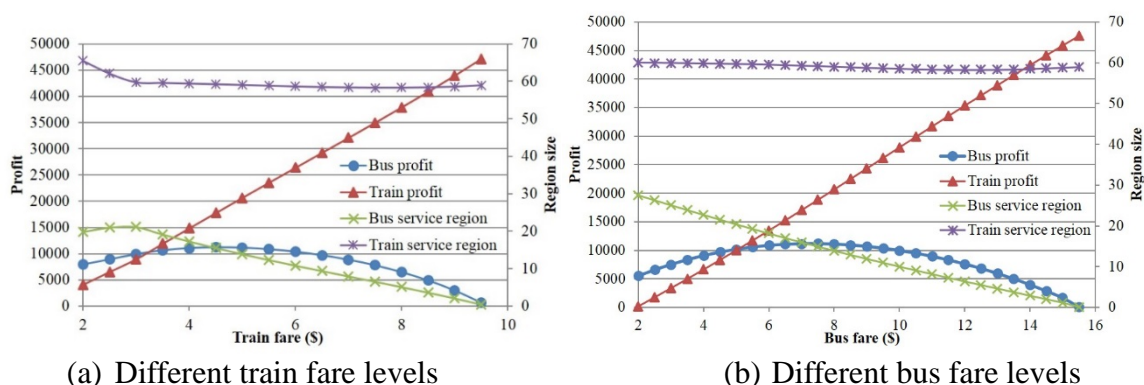 50000
45000
40000
35000
30000
25000
20000
15000
10000
5000
0
Profit
70
60
50
40
30
20
10
0
Region size
Bus profit
Train profit
Bus service region
Train service region
2 4 6 8 10
Train fare ($)
(a) Different train fare levels
50000
45000
40000
35000
30000
25000
20000
15000
10000
5000
0
Profit
70
60
50
40
30
20
10
0
Region size
Bus profit
Train profit
Bus service region
Train service region
2 4 6 8 10 12 14 16
Bus fare ($)
(b) Different bus fare levels